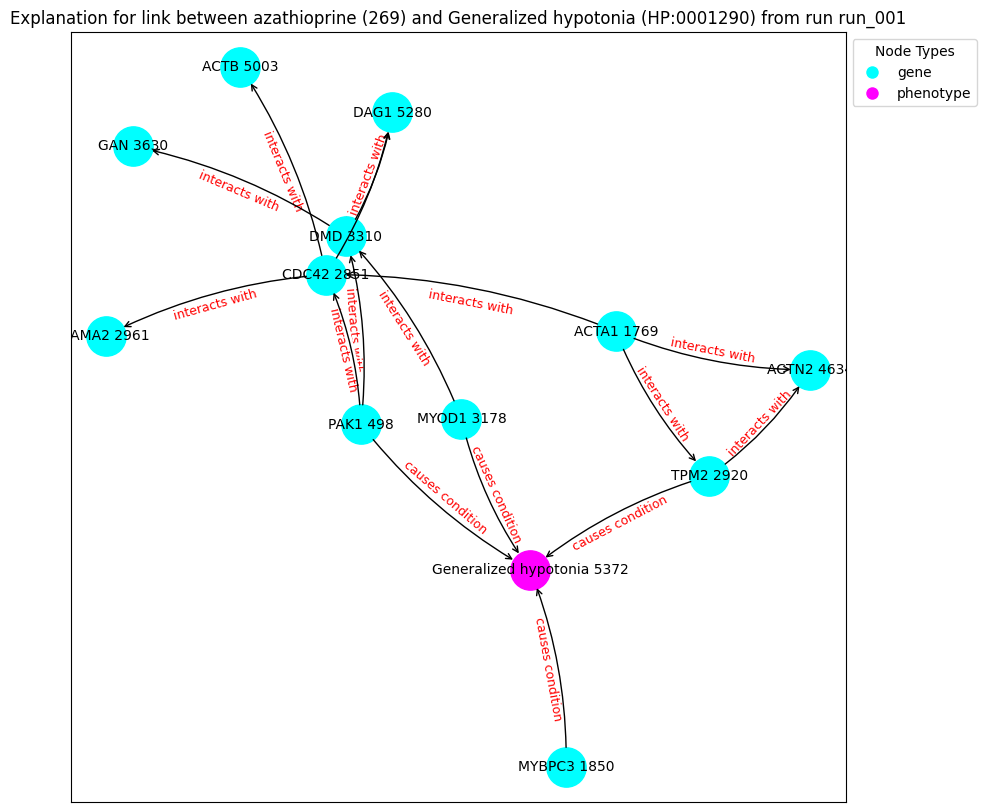 Explanation for link between azathioprine (269) and Generalized hypotonia (HP:0001290) from run run_001
Node Types
gene
phenotype
ACTB 5003
DAG1 5280
GAN 3630
interacts with
interacts with
interacts with
DMD 3310
CDC42 2851
interacts with
interacts with
interacts with
interacts with
interacts with
AMA2 2961
ACTA1 1769
interacts with
ACTN2 4634
interacts with
interacts with
PAK1 498
MYOD1 3178
TPM2 2920
causes condition
causes condition
causes condition
Generalized hypotonia 5372
causes condition
MYBPC3 1850